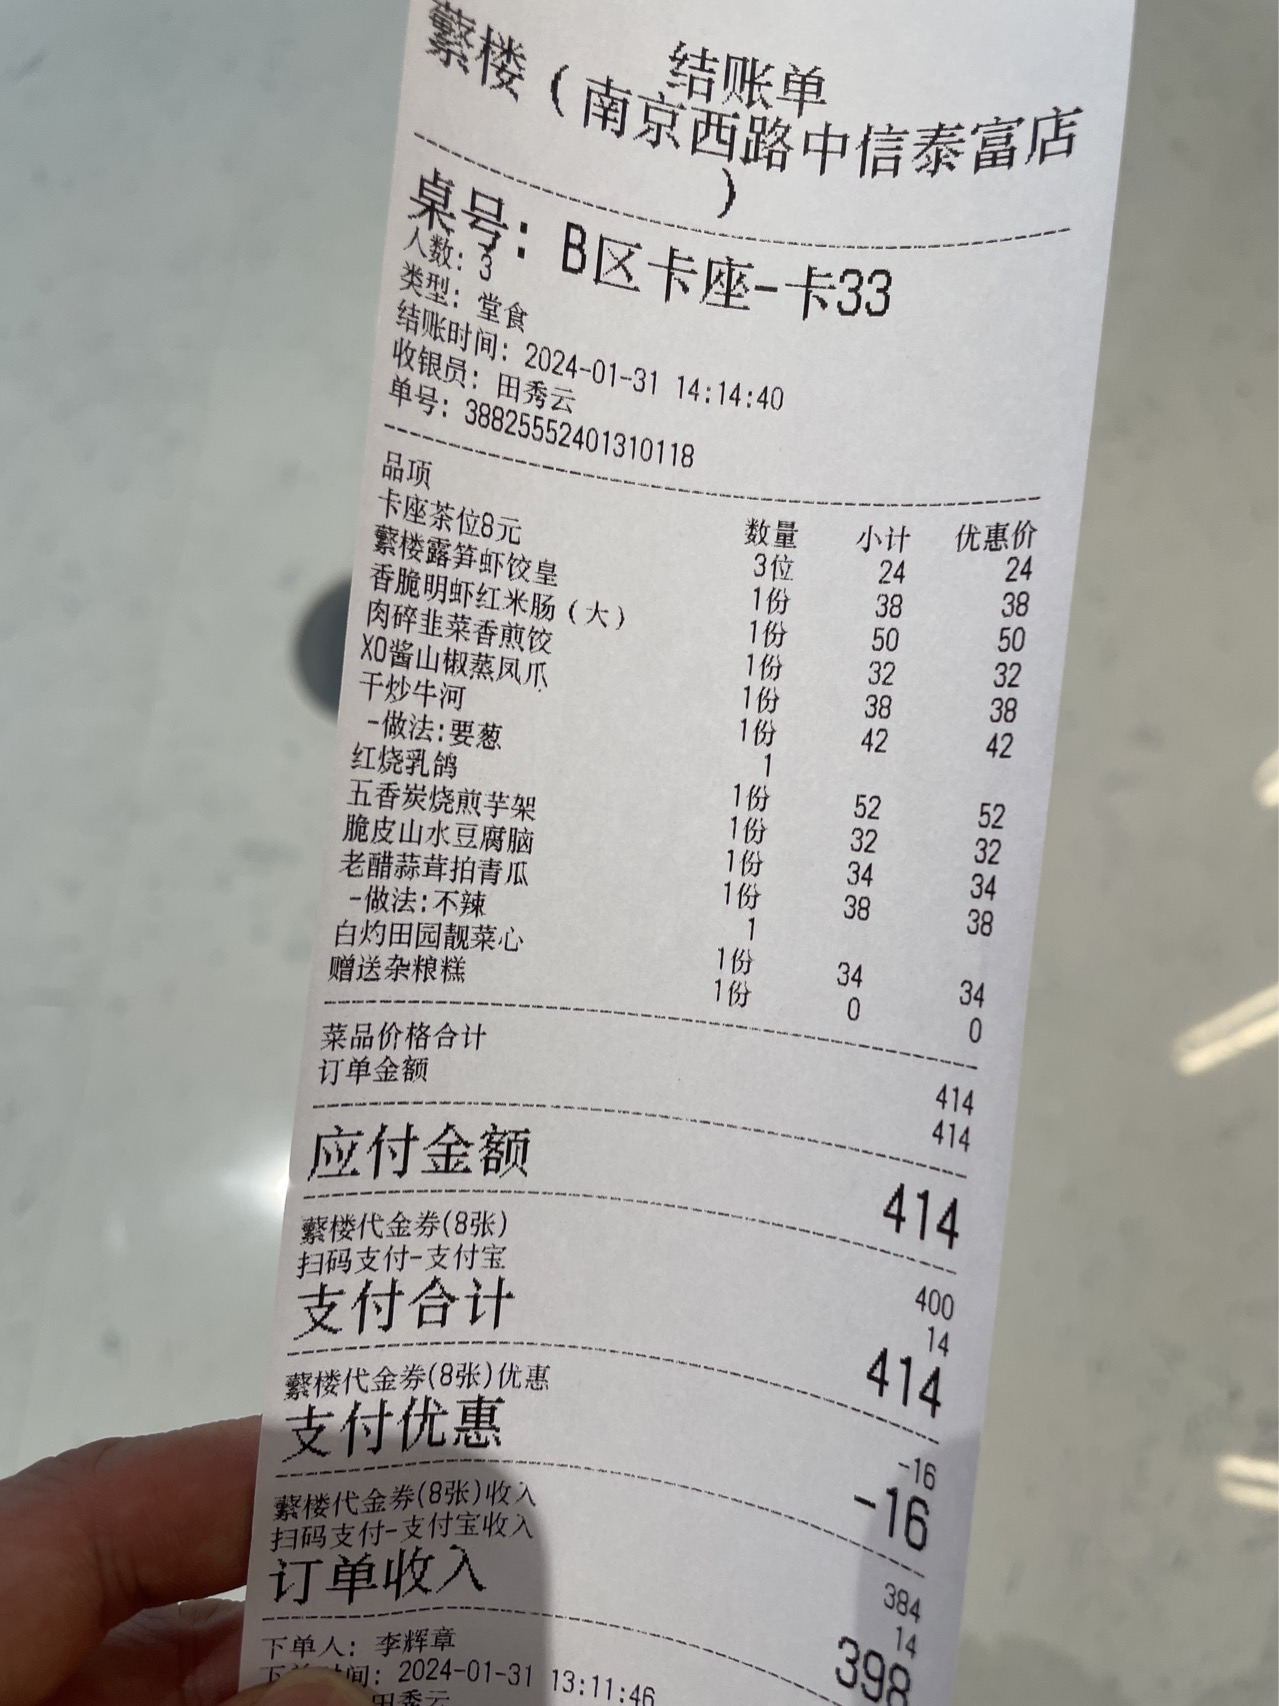 结账单
蘩楼（南京西路中信泰富店
）
桌号：B区卡座-卡33
人数：3
类型：堂食
结账时间：2024-01-31 14:14:40
收银员：田秀云
单号：38825552401310118
品项 数量 小计 优惠价
卡座茶位8元 3位 24 24
蘩楼露笋虾饺皇 1份 38 38
香脆明虾红米肠（大） 1份 50 50
肉碎韭菜香煎饺 1份 32 32
XO酱山椒蒸凤爪 1份 38 38
干炒牛河 1份 42 42
-做法:要葱 1
红烧乳鸽 1份 52 52
五香炭烧煎芋架 1份 32 32
脆皮山水豆腐脑 1份 34 34
老醋蒜茸拍青瓜 1份 38 38
-做法:不辣 1
白灼田园靓菜心 1份 34 34
赠送杂粮糕 1份 0 0
菜品价格合计 414
订单金额 414
应付金额 414
蘩楼代金券(8张) 400
扫码支付-支付宝 14
支付合计 414
蘩楼代金券(8张)优惠 -16
支付优惠 -16
蘩楼代金券(8张)收入 384
扫码支付-支付宝收入 14
订单收入 398
下单人：李辉章
下单时间：2024-01-31 13:11:46
田秀云